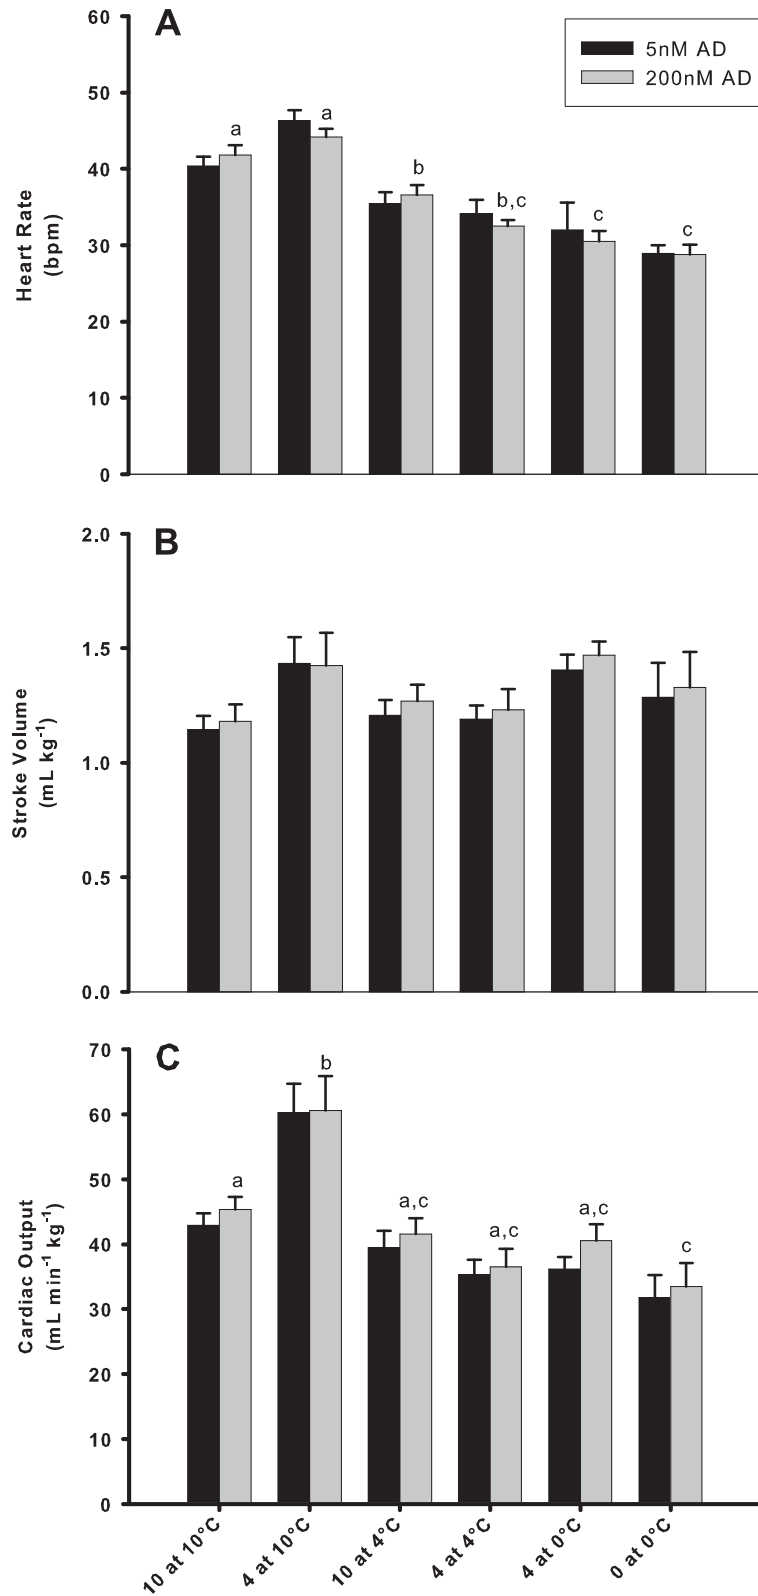 A
60
50
40
30
20
10
0
Heart Rate
(bpm)
5nM AD
200nM AD
a
a
b
b,c
c
c
B
2.0
1.5
1.0
0.5
0.0
Stroke Volume
(mL kg⁻¹)
C
70
60
50
40
30
20
10
0
Cardiac Output
(mL min⁻¹ kg⁻¹)
a
b
a,c
a,c
a,c
c
10 at 10°C
4 at 10°C
10 at 4°C
4 at 4°C
4 at 0°C
0 at 0°C